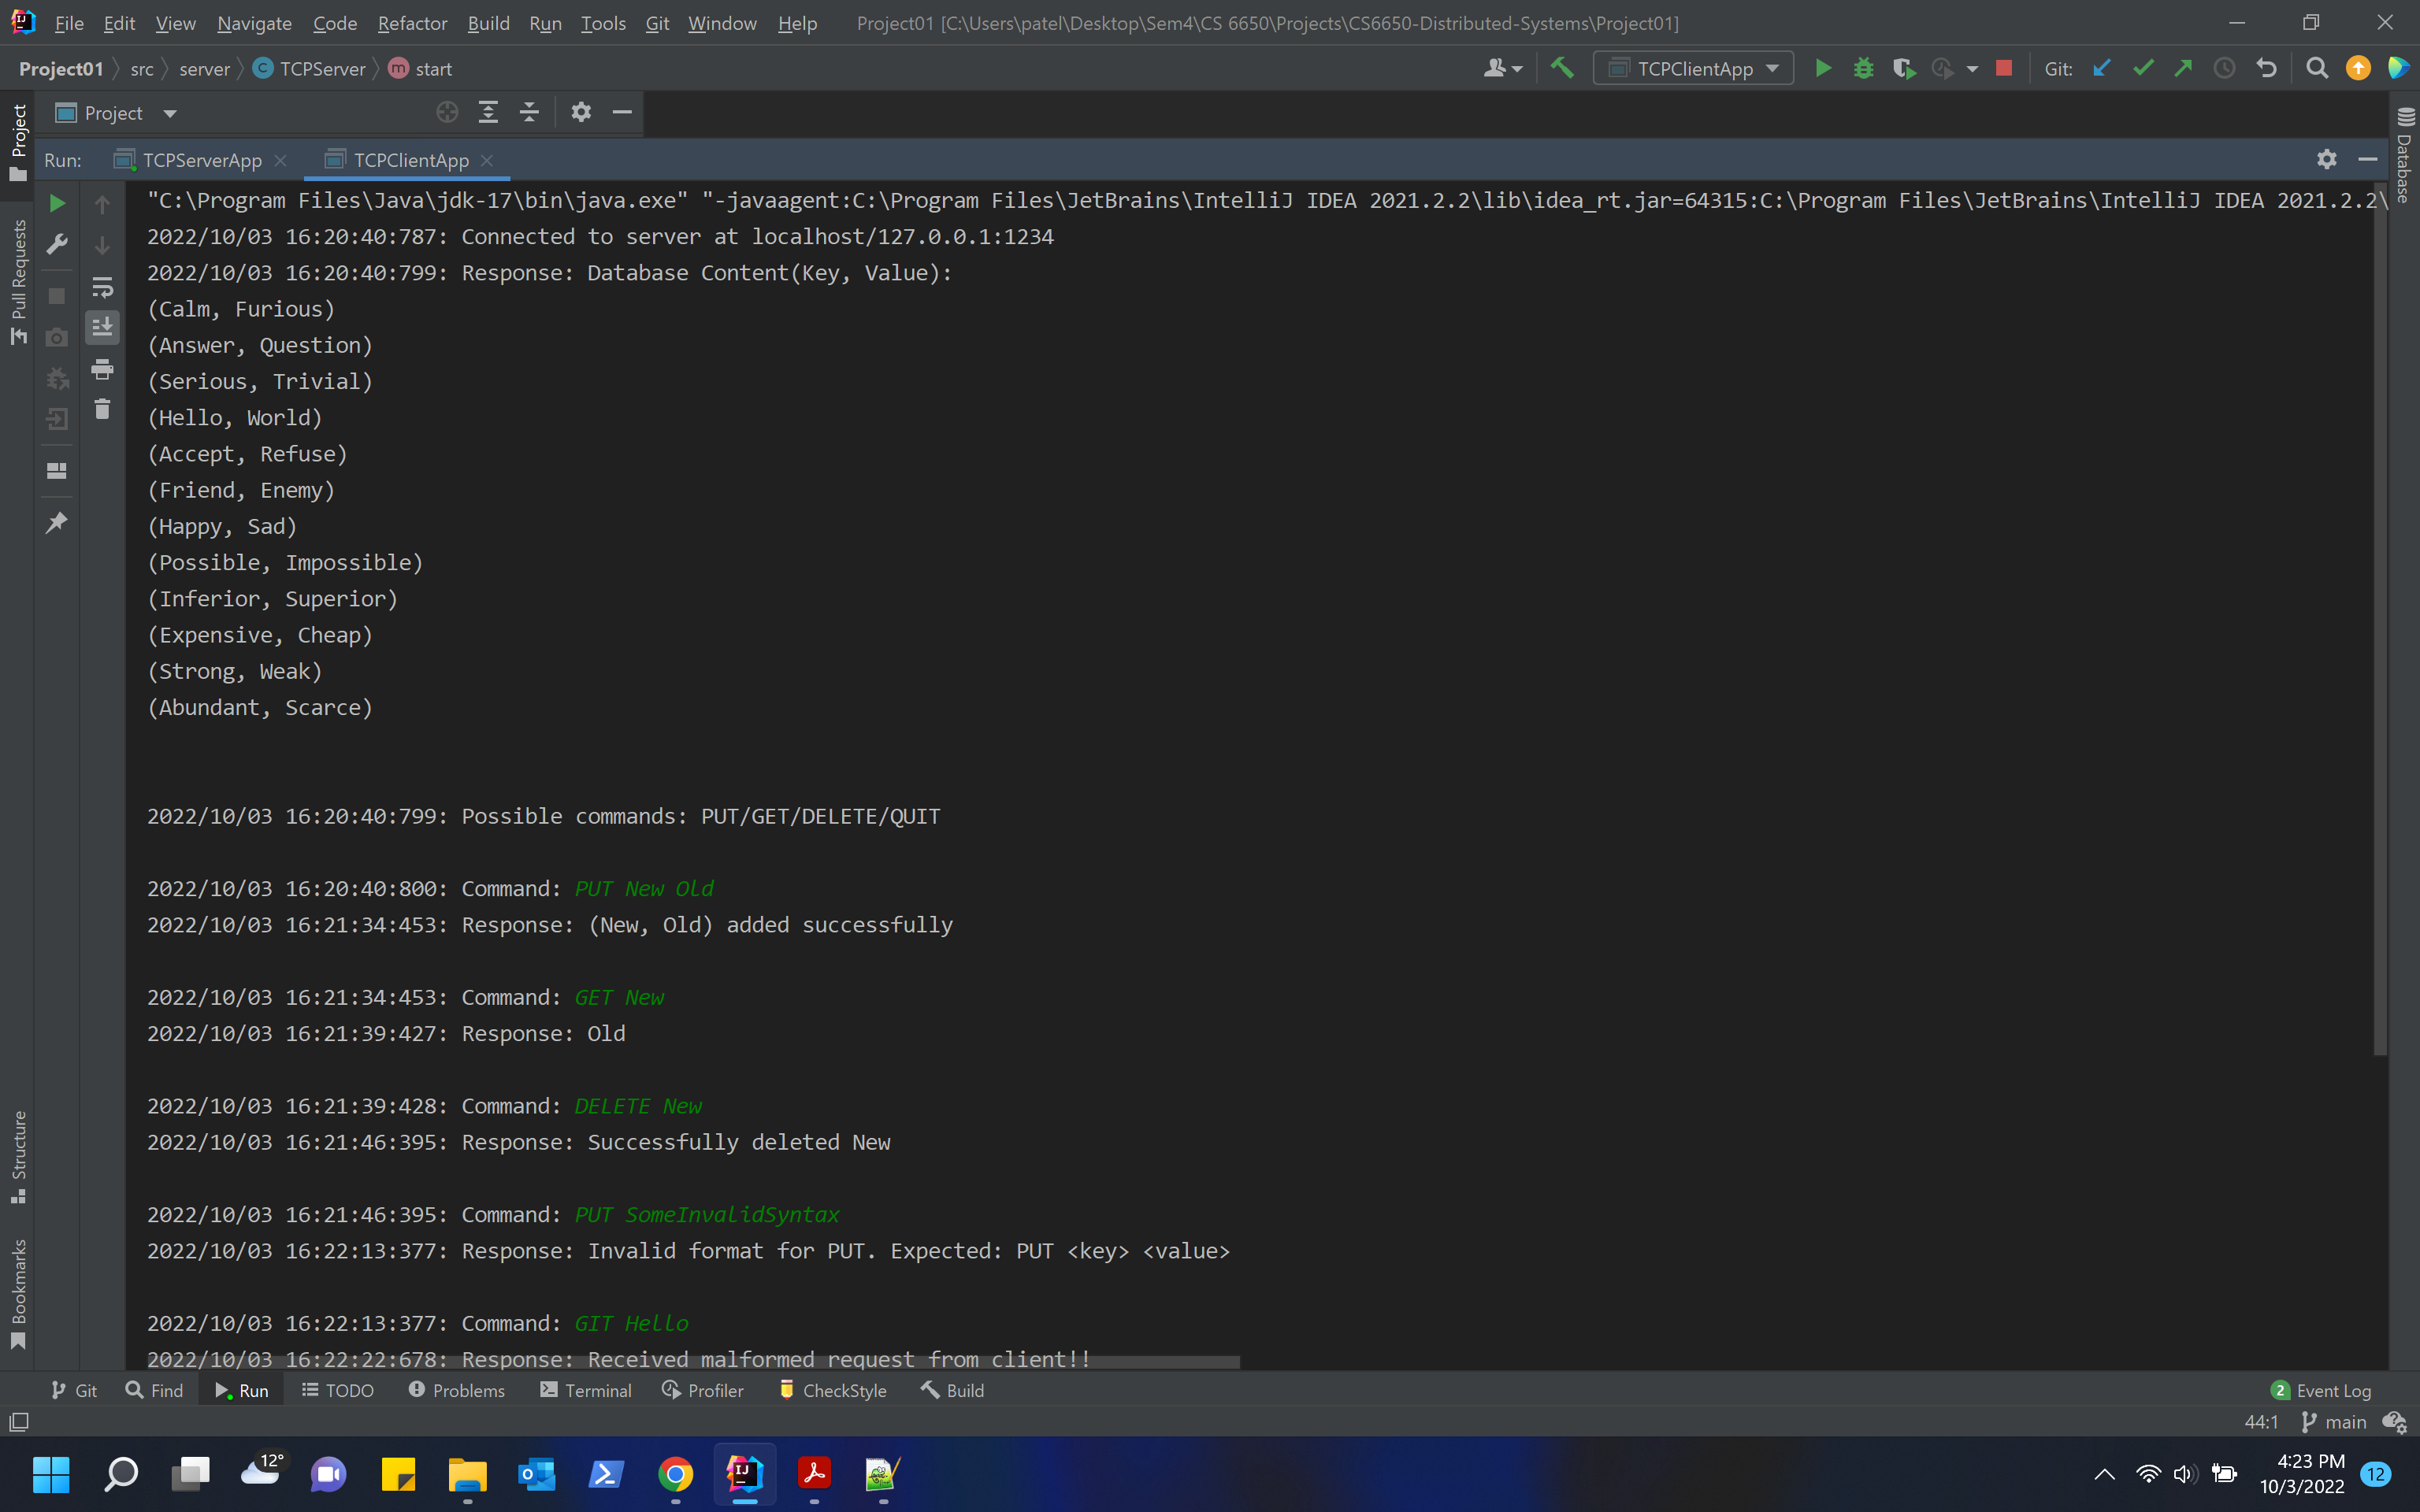 File Edit View Navigate Code Refactor Build Run Tools Git Window Help Project01 [C:\Users\patel\Desktop\Sem4\CS 6650\Projects\CS6650-Distributed-Systems\Project01]
Project01 src server C TCPServer m start TCPClientApp Git:
Project
Run: TCPServerApp TCPClientApp
"C:\Program Files\Java\jdk-17\bin\java.exe" "-javaagent:C:\Program Files\JetBrains\IntelliJ IDEA 2021.2.2\lib\idea_rt.jar=64315:C:\Program Files\JetBrains\IntelliJ IDEA 2021.2.2\
2022/10/03 16:20:40:787: Connected to server at localhost/127.0.0.1:1234
2022/10/03 16:20:40:799: Response: Database Content(Key, Value):
(Calm, Furious)
(Answer, Question)
(Serious, Trivial)
(Hello, World)
(Accept, Refuse)
(Friend, Enemy)
(Happy, Sad)
(Possible, Impossible)
(Inferior, Superior)
(Expensive, Cheap)
(Strong, Weak)
(Abundant, Scarce)
2022/10/03 16:20:40:799: Possible commands: PUT/GET/DELETE/QUIT
2022/10/03 16:20:40:800: Command: PUT New Old
2022/10/03 16:21:34:453: Response: (New, Old) added successfully
2022/10/03 16:21:34:453: Command: GET New
2022/10/03 16:21:39:427: Response: Old
2022/10/03 16:21:39:428: Command: DELETE New
2022/10/03 16:21:46:395: Response: Successfully deleted New
2022/10/03 16:21:46:395: Command: PUT SomeInvalidSyntax
2022/10/03 16:22:13:377: Response: Invalid format for PUT. Expected: PUT <key> <value>
2022/10/03 16:22:13:377: Command: GIT Hello
2022/10/03 16:22:22:678: Response: Received malformed request from client!!
Project
Pull Requests
Structure
Bookmarks
Database
Git Find Run TODO Problems Terminal Profiler CheckStyle Build 2 Event Log
44:1 main
12°
4:23 PM
10/3/2022
12